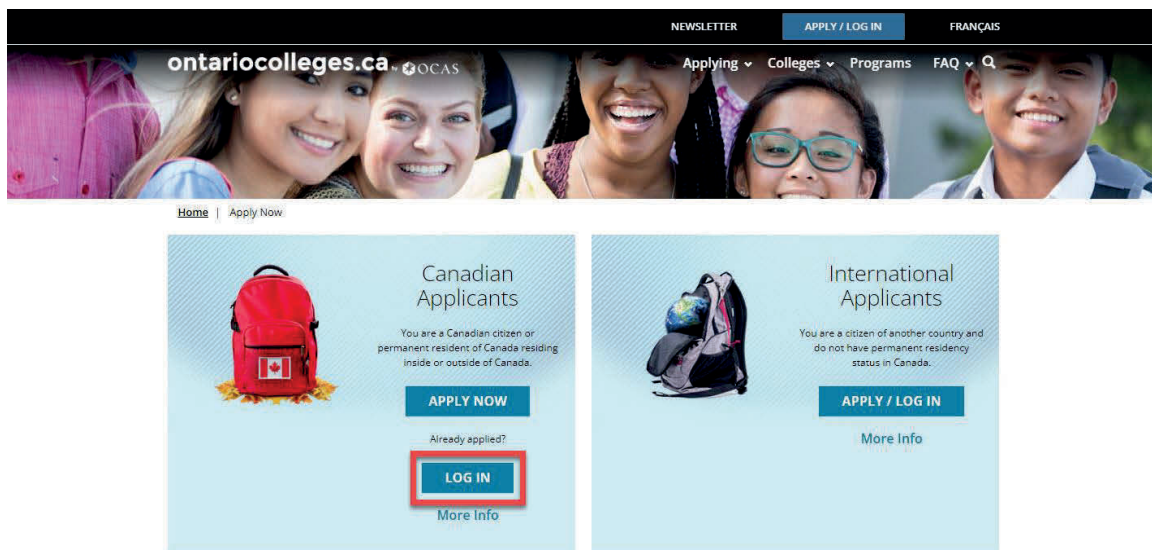 NEWSLETTER APPLY / LOG IN FRANÇAIS
ontariocolleges.ca by OCAS Applying Colleges Programs FAQ
Home | Apply Now
Canadian
Applicants
You are a Canadian citizen or
permanent resident of Canada residing
inside or outside of Canada.
APPLY NOW
Already applied?
LOG IN
More Info
International
Applicants
You are a citizen of another country and
do not have permanent residency
status in Canada.
APPLY / LOG IN
More Info